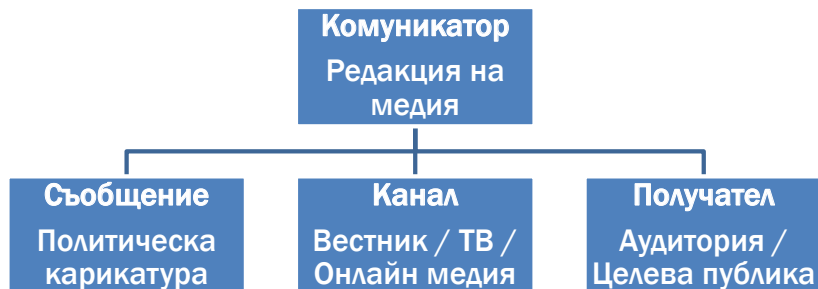 Комуникатор
Редакция на
медия
Съобщение
Политическа
карикатура
Канал
Вестник / ТВ /
Онлайн медия
Получател
Аудитория /
Целева публика